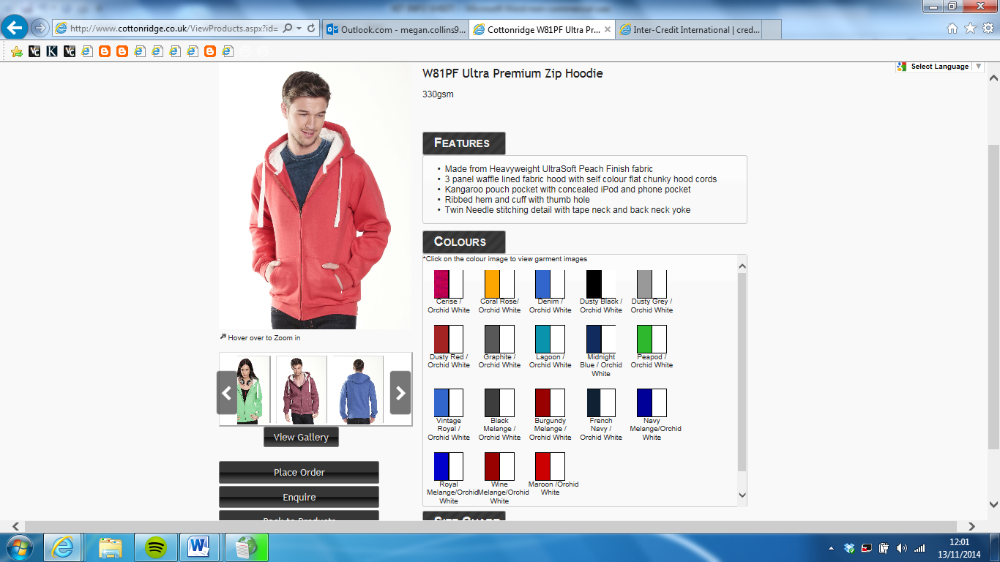 http://www.cottonridge.co.uk/ViewProducts.aspx?id=
Outlook.com - megan.collins9...
Cottonridge W81PF Ultra Pr...
Inter-Credit International | cred...
Select Language
W81PF Ultra Premium Zip Hoodie
330gsm
FEATURES
• Made from Heavyweight UltraSoft Peach Finish fabric
• 3 panel waffle lined fabric hood with self colour flat chunky hood cords
• Kangaroo pouch pocket with concealed iPod and phone pocket
• Ribbed hem and cuff with thumb hole
• Twin Needle stitching detail with tape neck and back neck yoke
COLOURS
*Click on the colour image to view garment images
Cerise / Orchid White
Coral Rose/ Orchid White
Denim / Orchid White
Dusty Black / Orchid White
Dusty Grey / Orchid White
Dusty Red / Orchid White
Graphite / Orchid White
Lagoon / Orchid White
Midnight Blue / Orchid White
Peapod / Orchid White
Vintage Royal / Orchid White
Black Melange / Orchid White
Burgundy Melange / Orchid White
French Navy / Orchid White
Navy Melange/Orchid White
Royal Melange/Orchid White
Wine Melange/Orchid White
Maroon /Orchid White
Hover over to Zoom in
View Gallery
Place Order
Enquire
Back to Products
SIZE CHART
12:01
13/11/2014